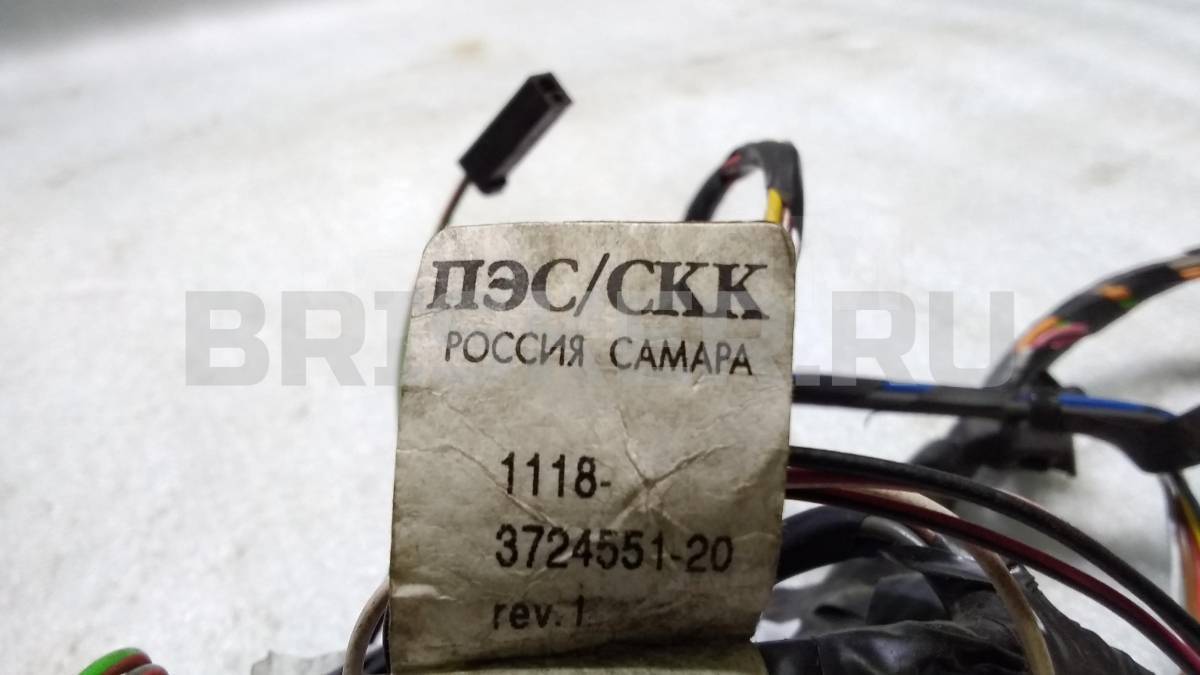 ПЭС/СКК
РОССИЯ САМАРА
1118-
3724551-20
rev. 1